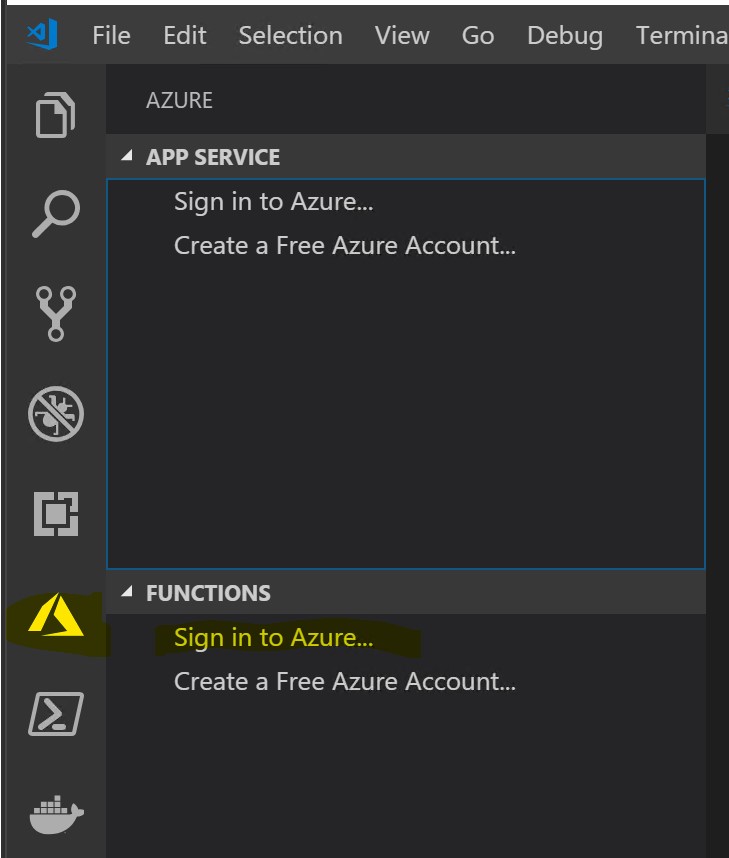 File Edit Selection View Go Debug Termina
AZURE
APP SERVICE
Sign in to Azure...
Create a Free Azure Account...
FUNCTIONS
Sign in to Azure...
Create a Free Azure Account...